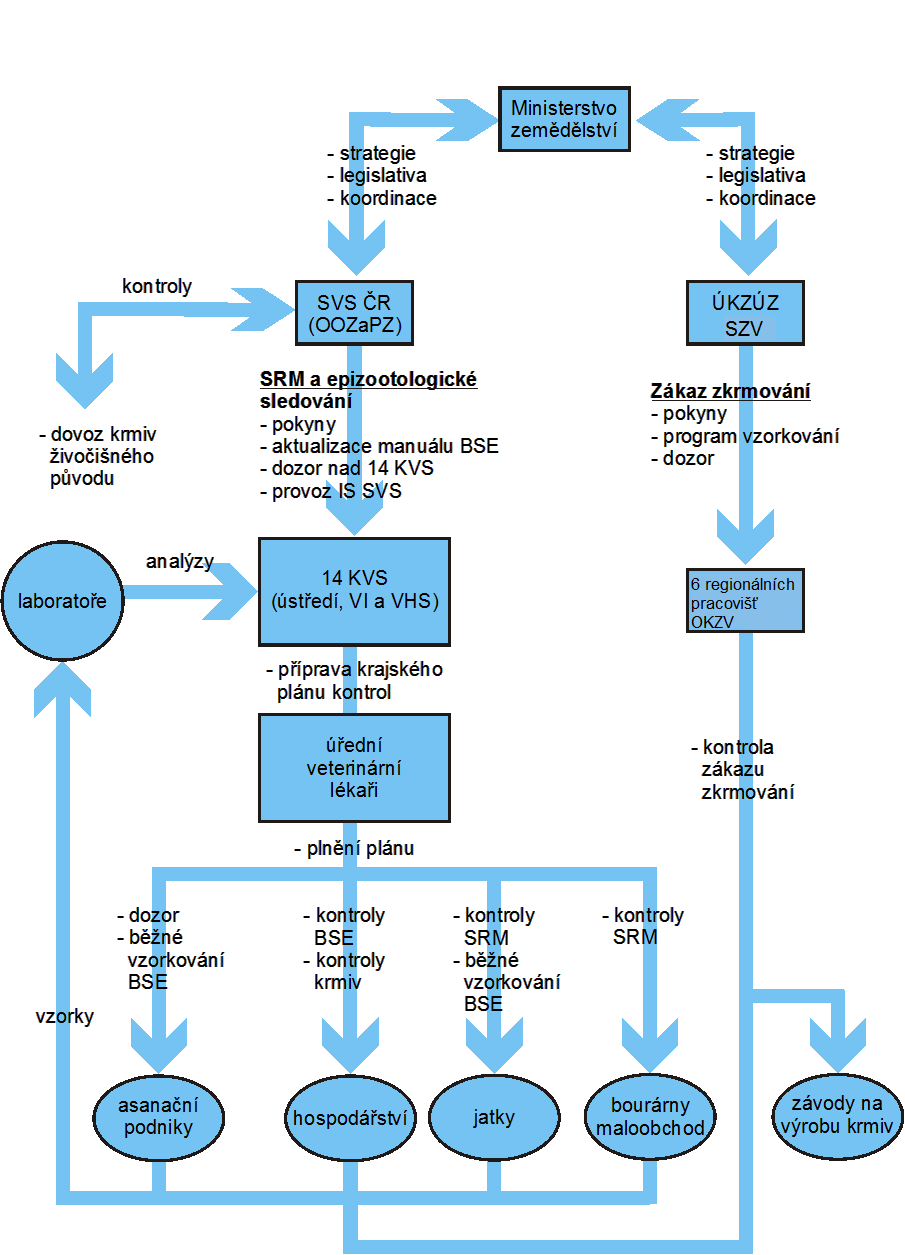 Ministerstvo
zemědělství
- strategie
- legislativa
- koordinace
- strategie
- legislativa
- koordinace
kontroly
SVS ČR
(OOZaPZ)
ÚKZÚZ
SZV
- dovoz krmiv
živočišného
původu
SRM a epizootologické
sledování
- pokyny
- aktualizace manuálu BSE
- dozor nad 14 KVS
- provoz IS SVS
Zákaz zkrmování
- pokyny
- program vzorkování
- dozor
laboratoře
analýzy
14 KVS
(ústředí, VI a VHS)
6 regionálních
pracovišť
OKZV
- příprava krajského
plánu kontrol
úřední
veterinární
lékaři
- kontrola
zákazu
zkrmování
- plnění plánu
- dozor
- běžné
vzorkování
BSE
- kontroly
BSE
- kontroly
krmiv
- kontroly
SRM
- běžné
vzorkování
BSE
- kontroly
SRM
vzorky
asanační
podniky
hospodářství
jatky
bourárny
maloobchod
závody na
výrobu krmiv